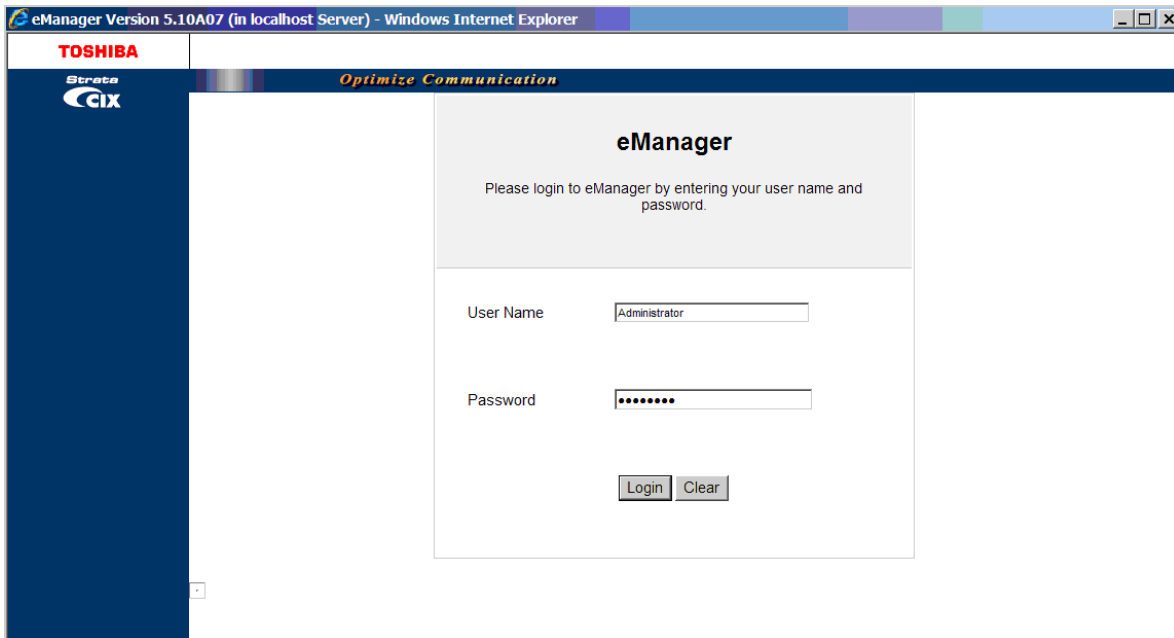 eManager Version 5.10A07 (in localhost Server) - Windows Internet Explorer
TOSHIBA
Strata
CIX
Optimize Communication
eManager
Please login to eManager by entering your user name and
password.
User Name
Administrator
Password
••••••••
Login Clear